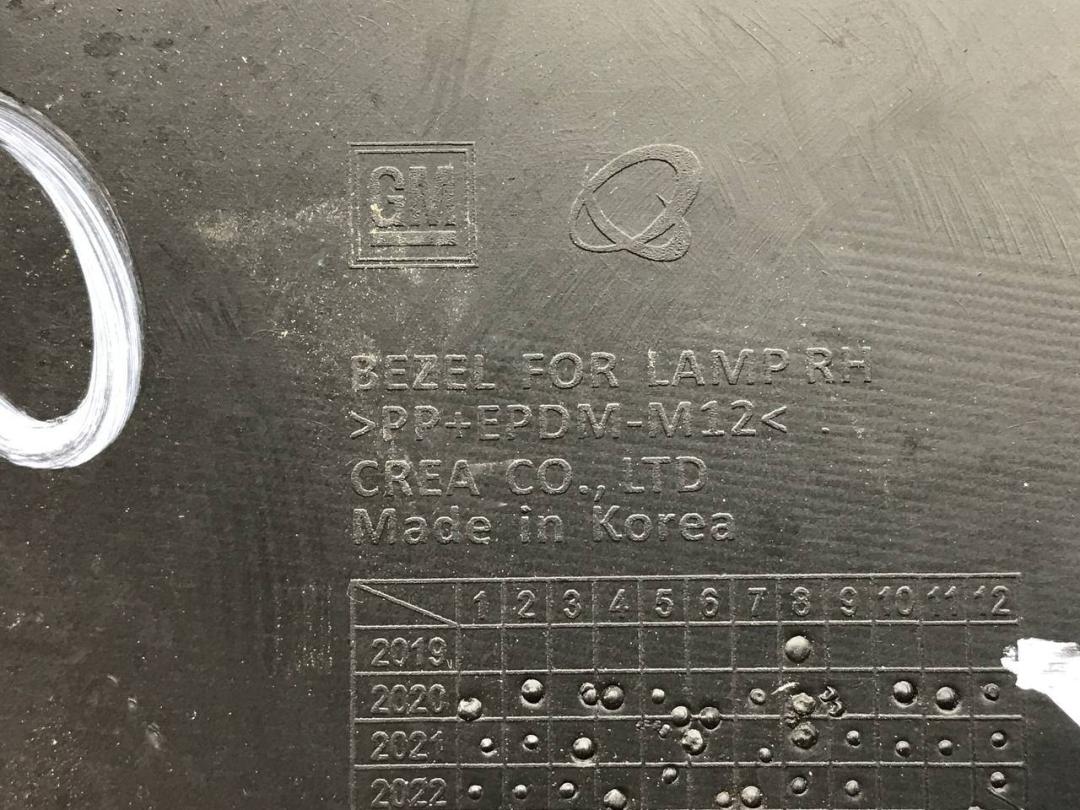 GM
BEZEL FOR LAMP RH
>PP+EPDM-M12<
CREA CO., LTD
Made in Korea
1 2 3 4 5 6 7 8 9 10 11 12
2019
2020
2021
2022